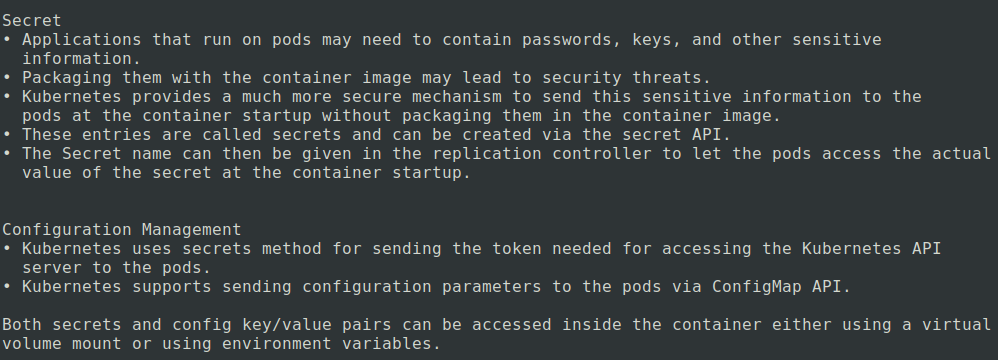 Secret
• Applications that run on pods may need to contain passwords, keys, and other sensitive
information.
• Packaging them with the container image may lead to security threats.
• Kubernetes provides a much more secure mechanism to send this sensitive information to the
pods at the container startup without packaging them in the container image.
• These entries are called secrets and can be created via the secret API.
• The Secret name can then be given in the replication controller to let the pods access the actual
value of the secret at the container startup.
Configuration Management
• Kubernetes uses secrets method for sending the token needed for accessing the Kubernetes API
server to the pods.
• Kubernetes supports sending configuration parameters to the pods via ConfigMap API.
Both secrets and config key/value pairs can be accessed inside the container either using a virtual
volume mount or using environment variables.